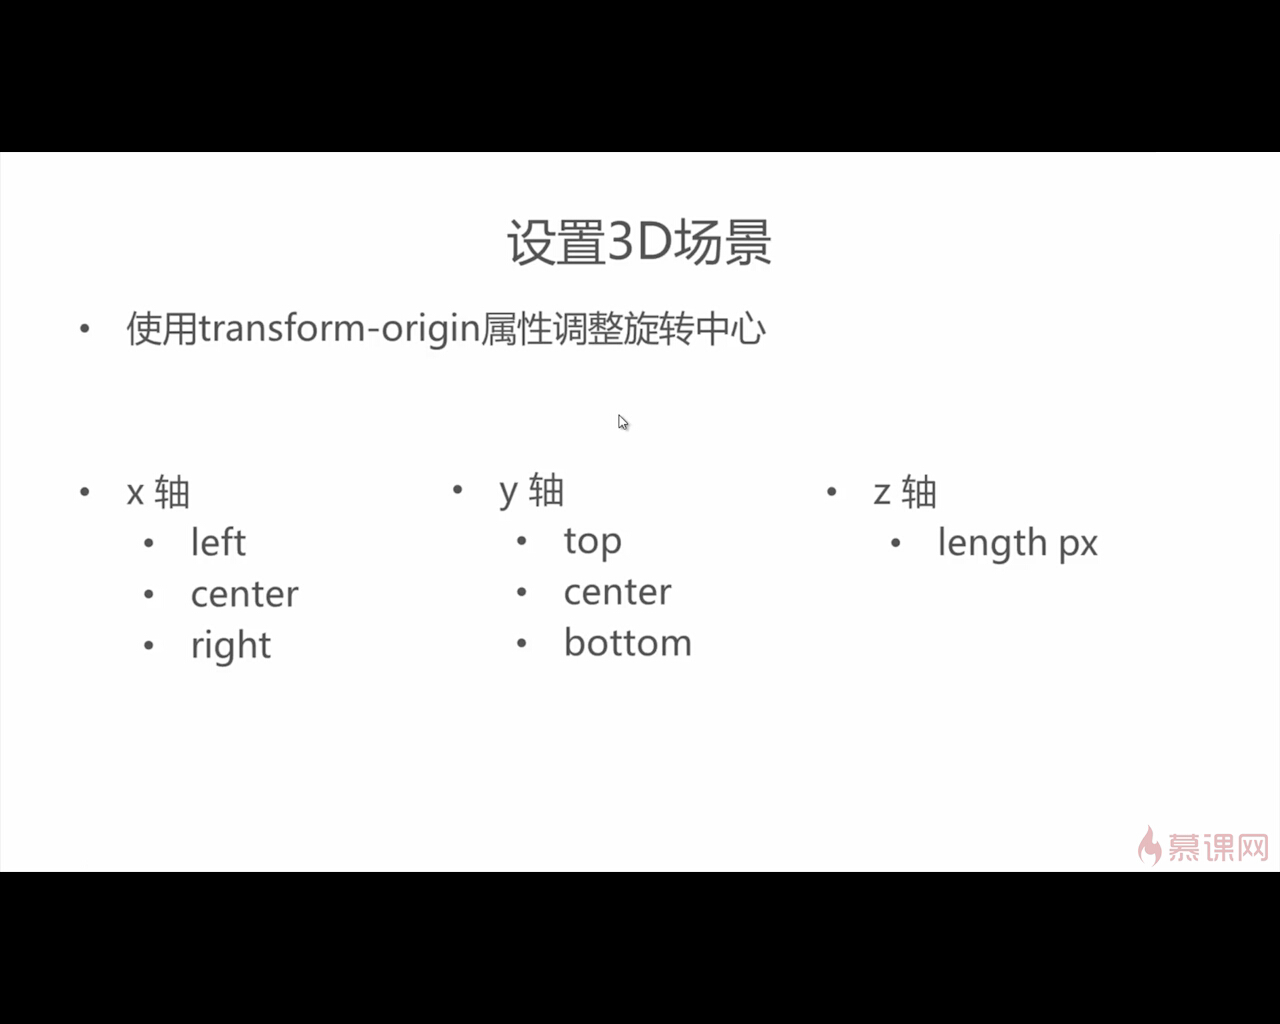 设置3D场景
• 使用transform-origin属性调整旋转中心
• x 轴
• left
• center
• right
• y 轴
• top
• center
• bottom
• z 轴
• length px
慕课网